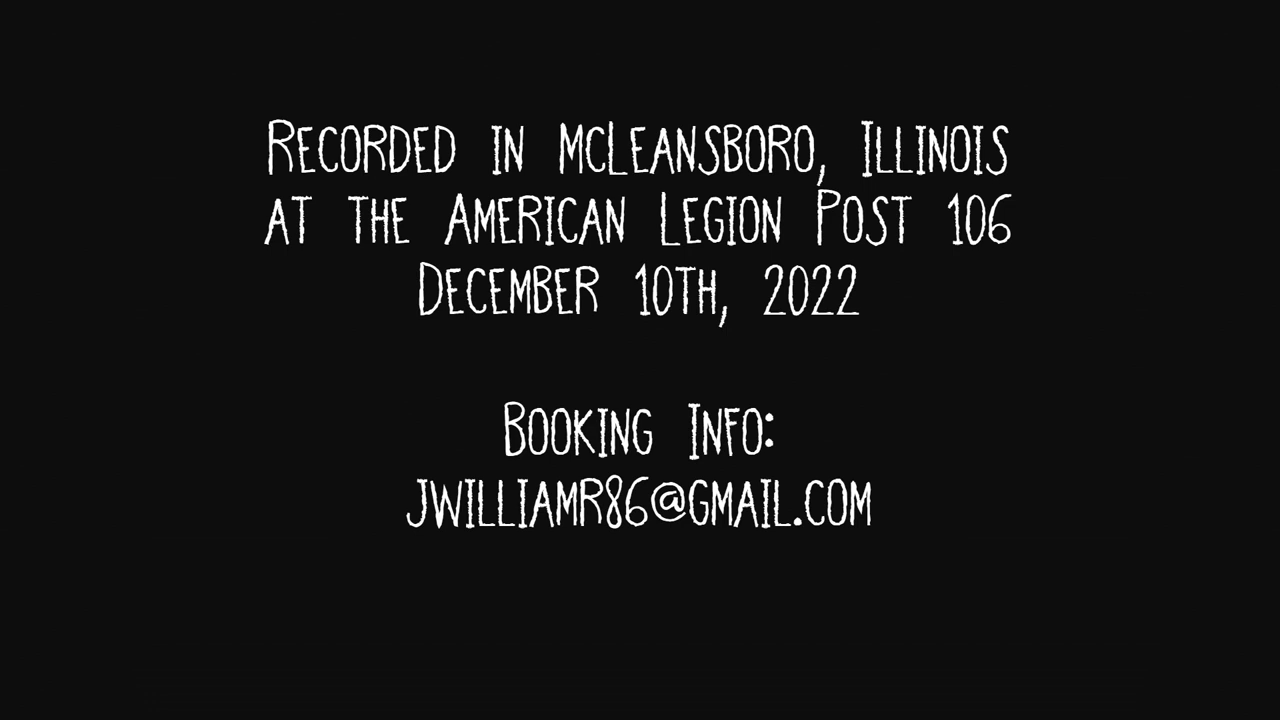 Recorded in McLeansboro, Illinois
at the American Legion Post 106
December 10th, 2022
Booking Info:
jwilliamr86@gmail.com